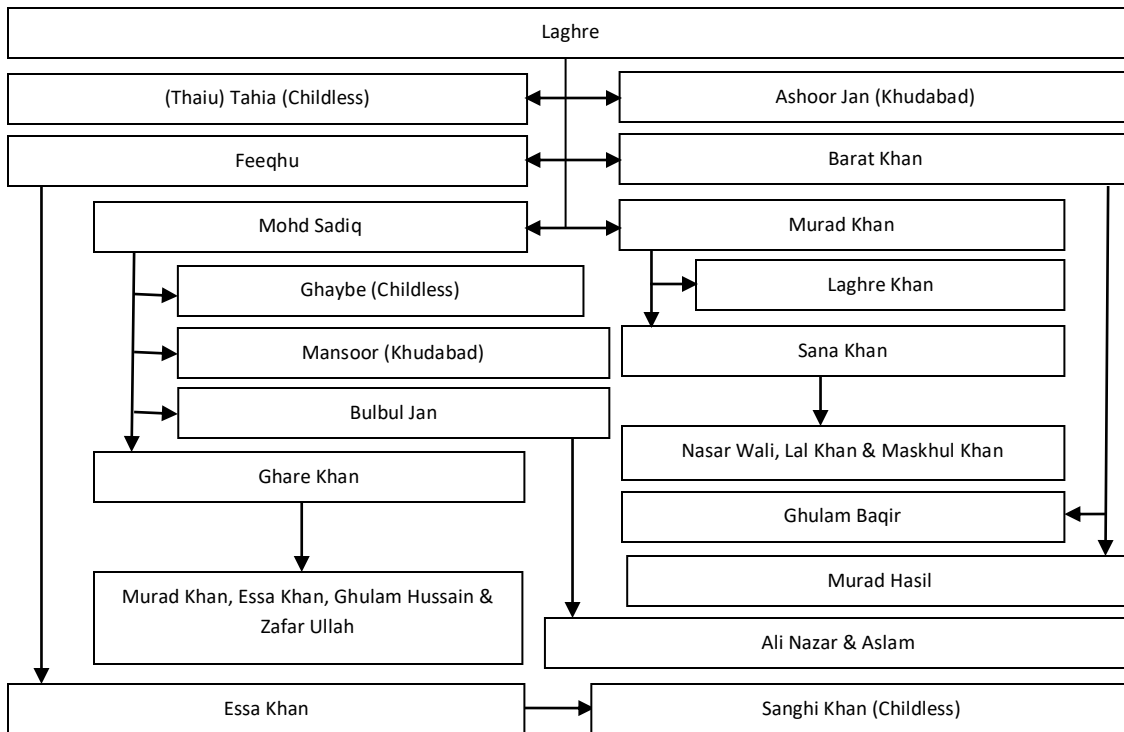 Laghre
(Thaiu) Tahia (Childless)
Ashoor Jan (Khudabad)
Feeqhu
Barat Khan
Mohd Sadiq
Murad Khan
Ghaybe (Childless)
Laghre Khan
Mansoor (Khudabad)
Sana Khan
Bulbul Jan
Nasar Wali, Lal Khan & Maskhul Khan
Ghare Khan
Ghulam Baqir
Murad Hasil
Murad Khan, Essa Khan, Ghulam Hussain &
Zafar Ullah
Ali Nazar & Aslam
Essa Khan
Sanghi Khan (Childless)